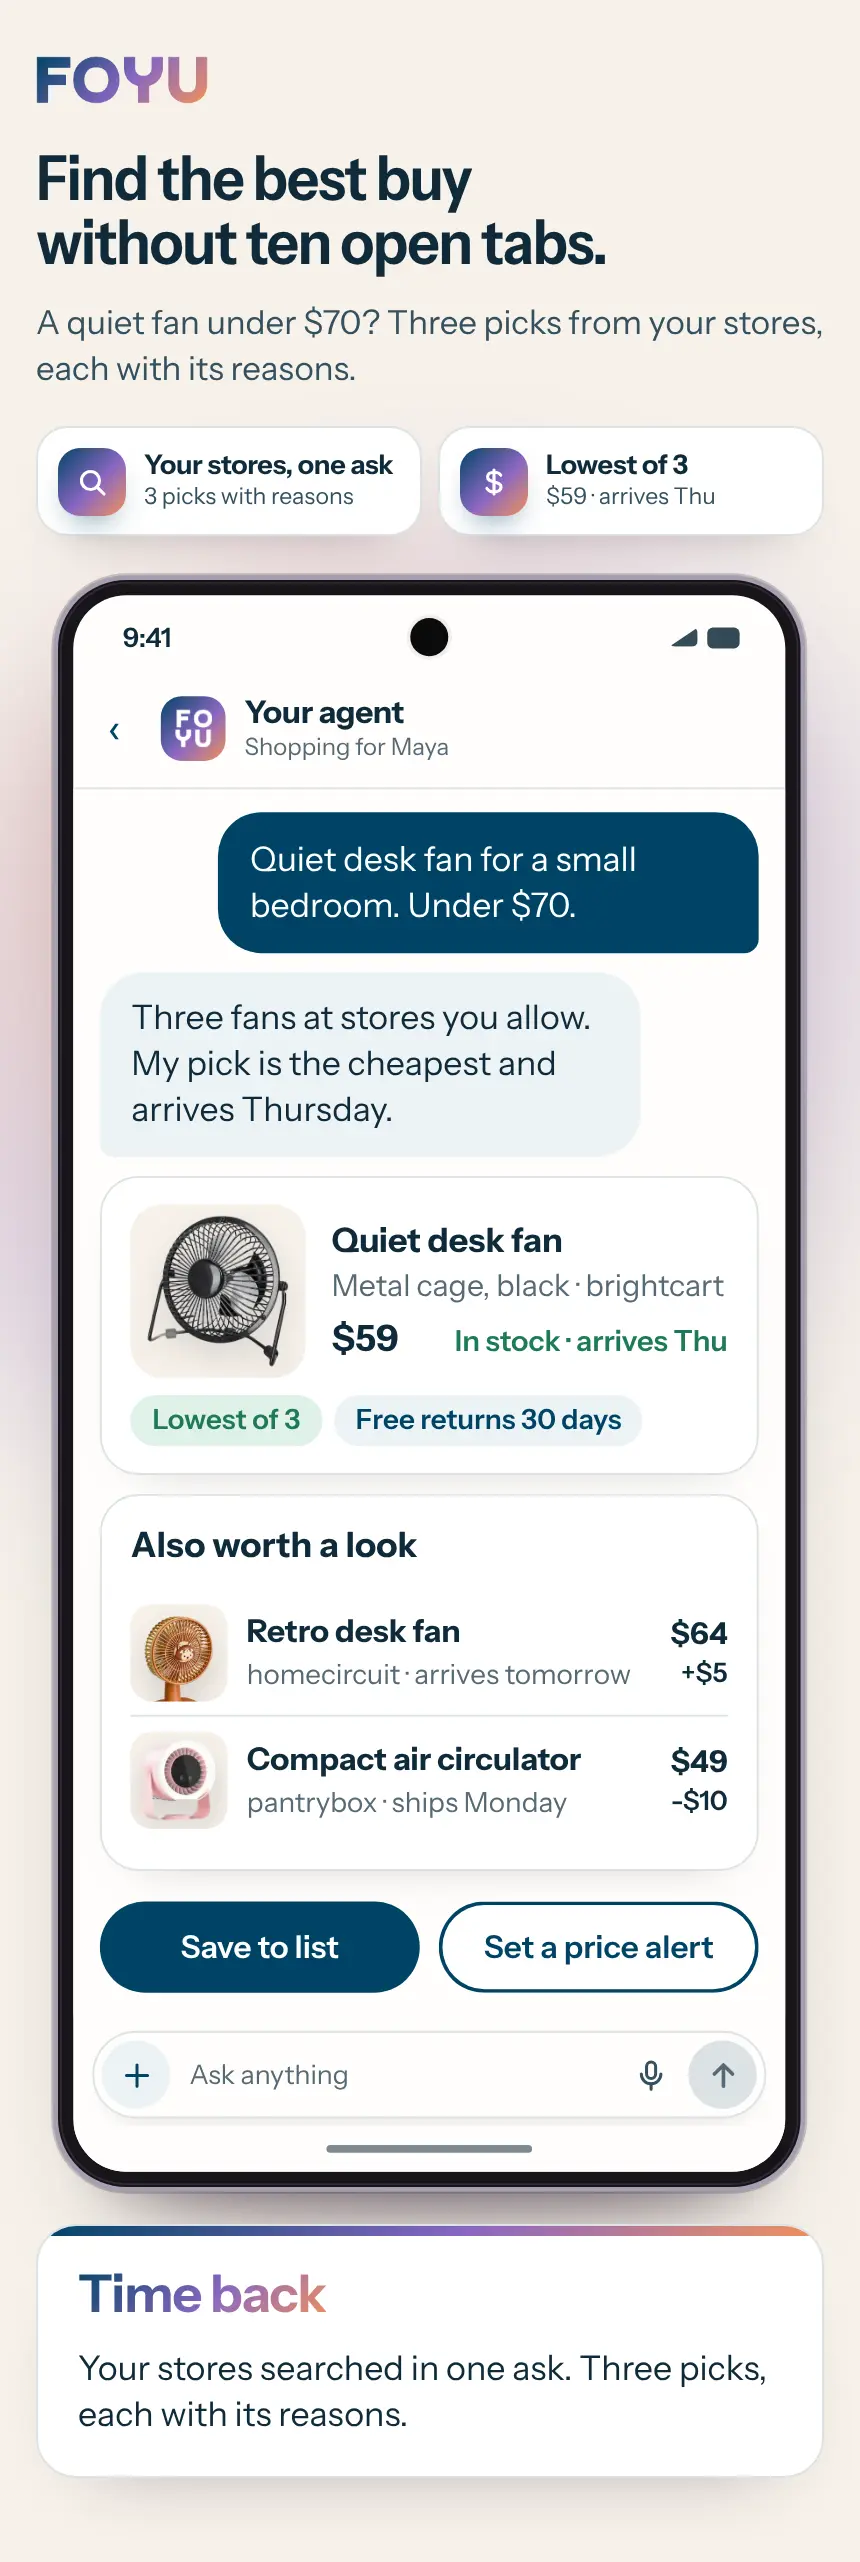 FOYU
Find the best buy
without ten open tabs.
A quiet fan under $70? Three picks from your stores,
each with its reasons.
Your stores, one ask
3 picks with reasons
$
Lowest of 3
$59 · arrives Thu
9:41
FO
YU
Your agent
Shopping for Maya
Quiet desk fan for a small
bedroom. Under $70.
Three fans at stores you allow.
My pick is the cheapest and
arrives Thursday.
Quiet desk fan
Metal cage, black · brightcart
$59 In stock · arrives Thu
Lowest of 3 Free returns 30 days
Also worth a look
Retro desk fan $64
homecircuit · arrives tomorrow +$5
Compact air circulator $49
pantrybox · ships Monday -$10
Save to list Set a price alert
Ask anything
Time back
Your stores searched in one ask. Three picks,
each with its reasons.